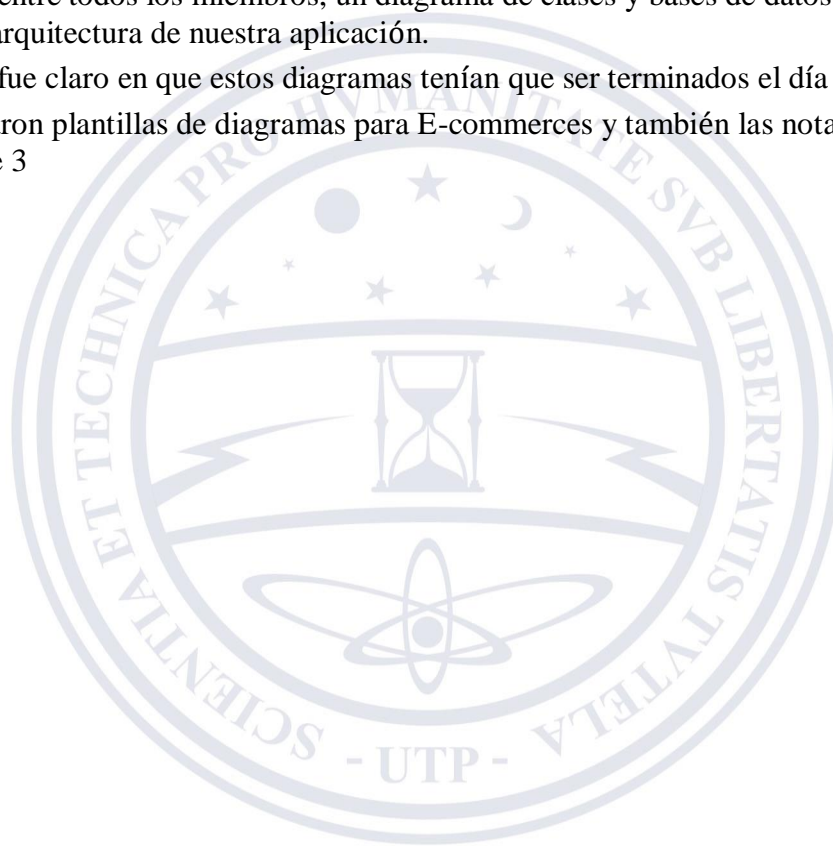 entre todos los miembros, un diagrama de clases y bases de datos
arquitectura de nuestra aplicación.
fue claro en que estos diagramas tenían que ser terminados el día
ron plantillas de diagramas para E-commerces y también las nota
e 3
SCIENTIA ET TECHNICA PRO HVMANITATE SVB LIBERTATIS TVTELA
- UTP -